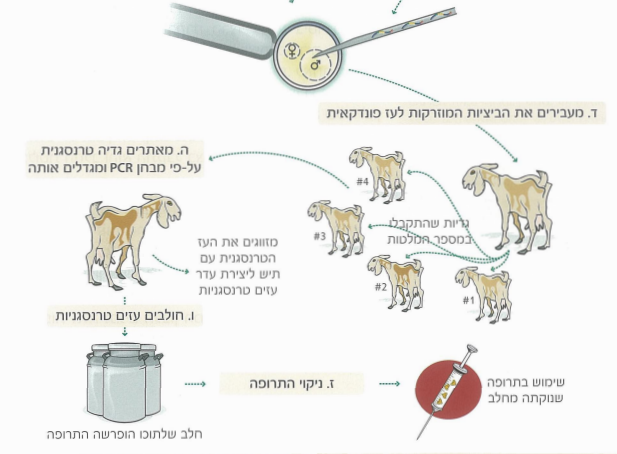 ד. מעבירים את הביציות המוזרקות לעז פונדקאית
ה. מאתרים גדיה טרנסגנית
על-פי מבחן PCR ומגדלים אותה
#4
#3
גדיות שהתקבלו
במספר המלטות
#2
#1
מזווגים את העז
הטרנסגנית עם
תיש ליצירת עדר
עזים טרנסגניות
ו. חולבים עזים טרנסגניות
ז. ניקוי התרופה
שימוש בתרופה
שנוקתה מחלב
חלב שלתוכו הופרשה התרופה